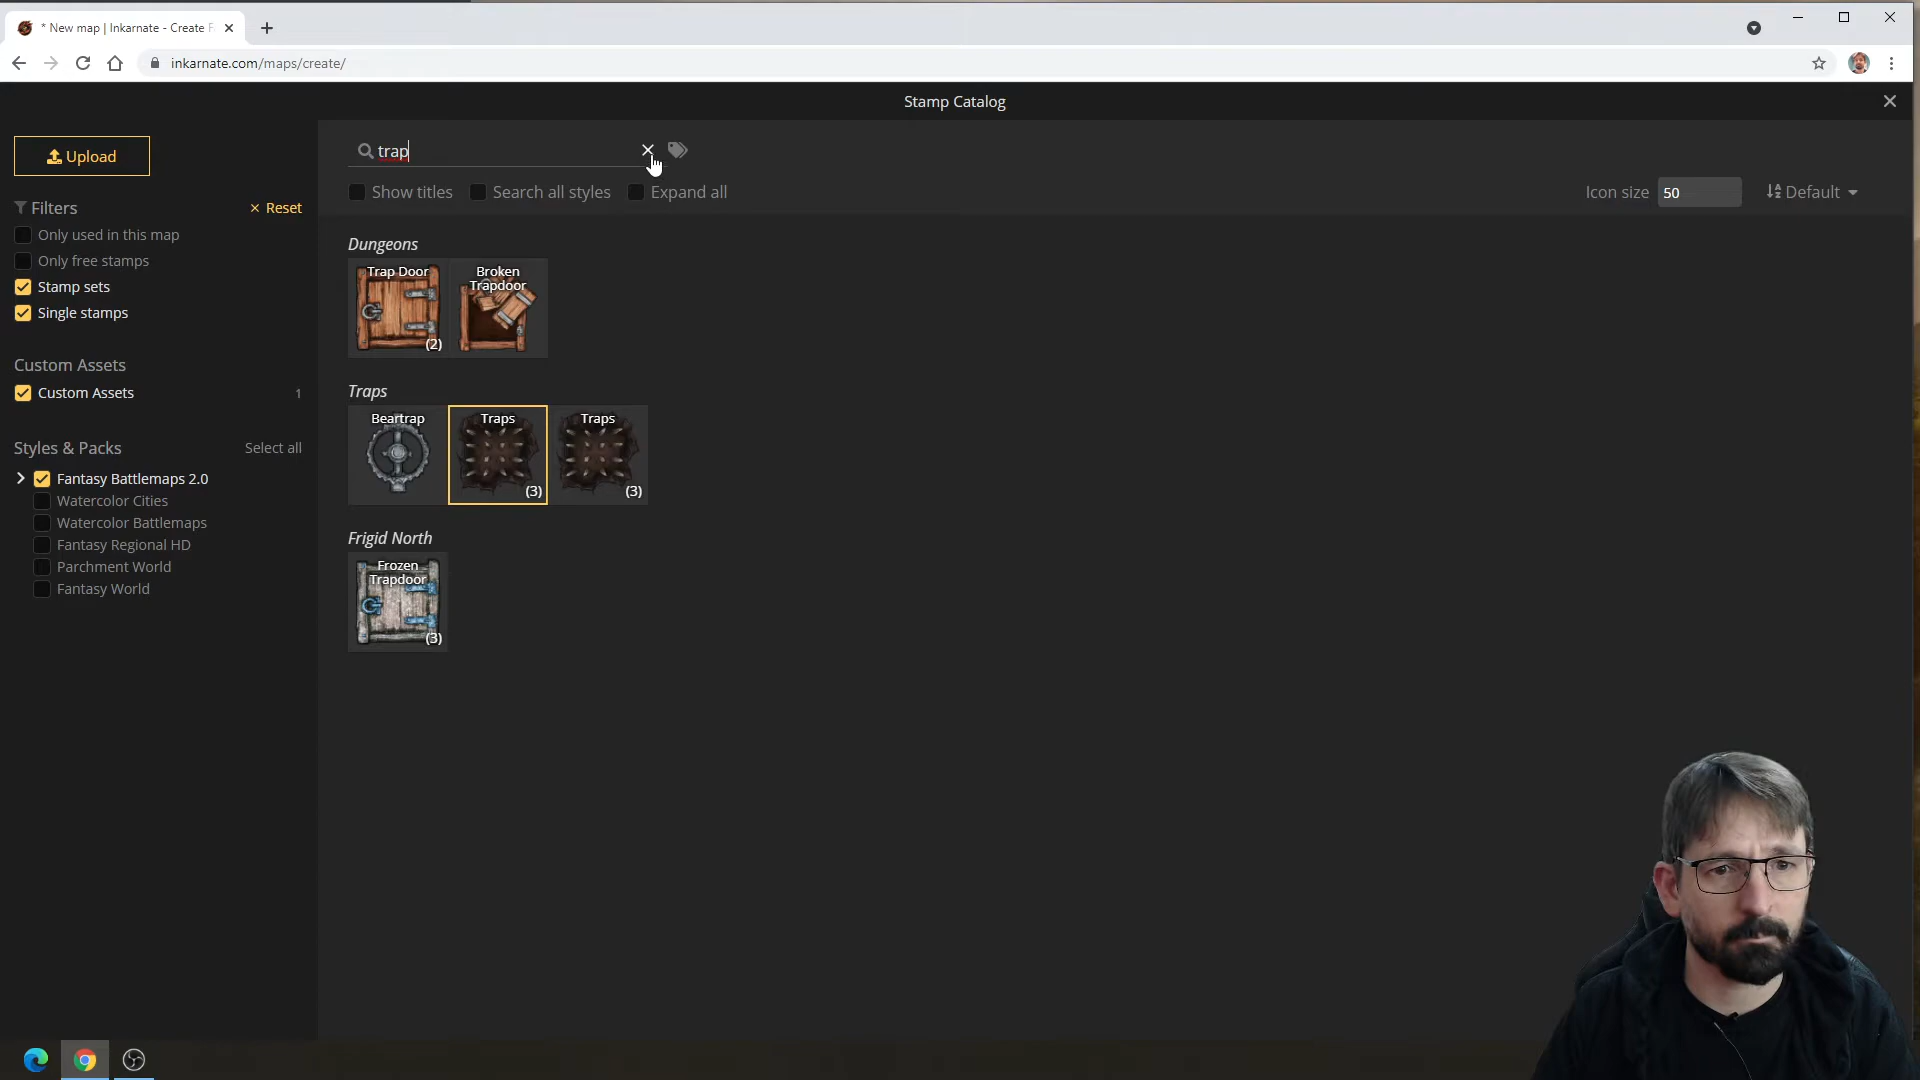 * New map | Inkarnate - Create F
inkarnate.com/maps/create/
Stamp Catalog
Upload
trap
Show titles
Search all styles
Expand all
Icon size
50
Default
Filters
Reset
Only used in this map
Only free stamps
Stamp sets
Single stamps
Custom Assets
Custom Assets
1
Styles & Packs
Select all
Fantasy Battlemaps 2.0
Watercolor Cities
Watercolor Battlemaps
Fantasy Regional HD
Parchment World
Fantasy World
Dungeons
Trap Door
(2)
Broken
Trapdoor
Traps
Beartrap
Traps
(3)
Traps
(3)
Frigid North
Frozen
Trapdoor
(3)